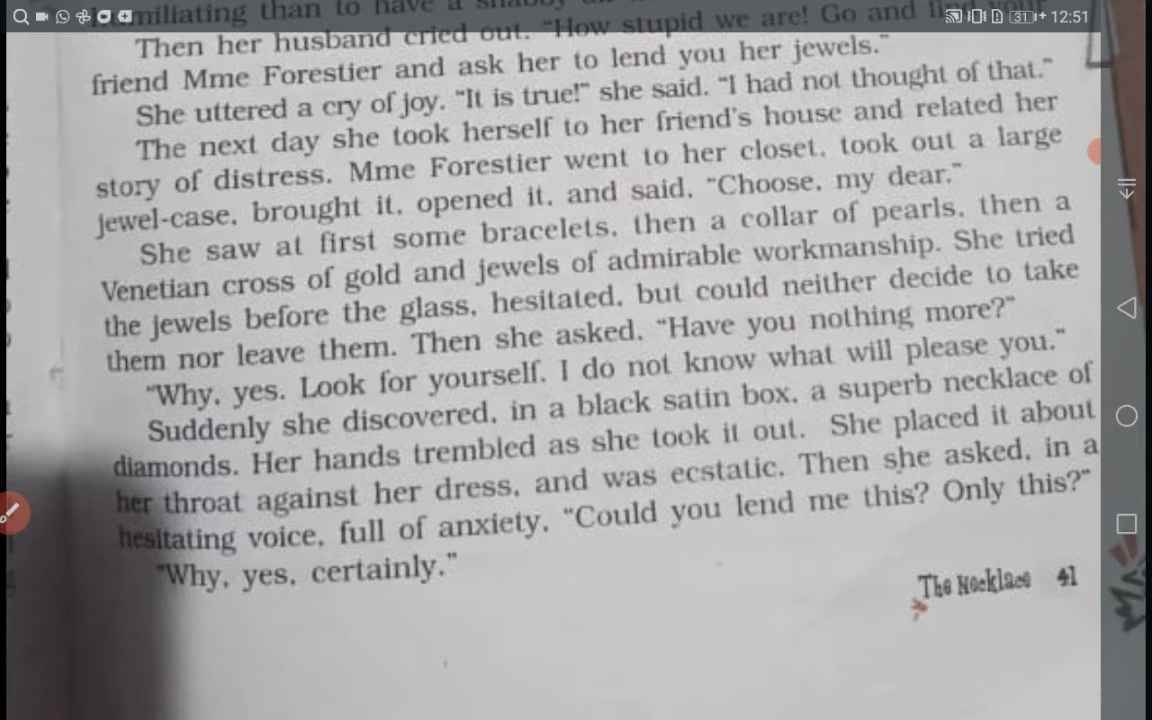 12:51
31
miliating than to have a shabby
Then her husband cried out. "How stupid we are! Go and find your
friend Mme Forestier and ask her to lend you her jewels."
She uttered a cry of joy. "It is true!" she said. "I had not thought of that."
The next day she took herself to her friend's house and related her
story of distress. Mme Forestier went to her closet, took out a large
jewel-case, brought it, opened it, and said, "Choose, my dear."
She saw at first some bracelets, then a collar of pearls, then a
Venetian cross of gold and jewels of admirable workmanship. She tried
the jewels before the glass, hesitated, but could neither decide to take
them nor leave them. Then she asked, "Have you nothing more?"
"Why, yes. Look for yourself. I do not know what will please you."
Suddenly she discovered, in a black satin box, a superb necklace of
diamonds. Her hands trembled as she took it out. She placed it about
her throat against her dress, and was ecstatic. Then she asked, in a
hesitating voice, full of anxiety, "Could you lend me this? Only this?"
"Why, yes, certainly."
The Necklace 41